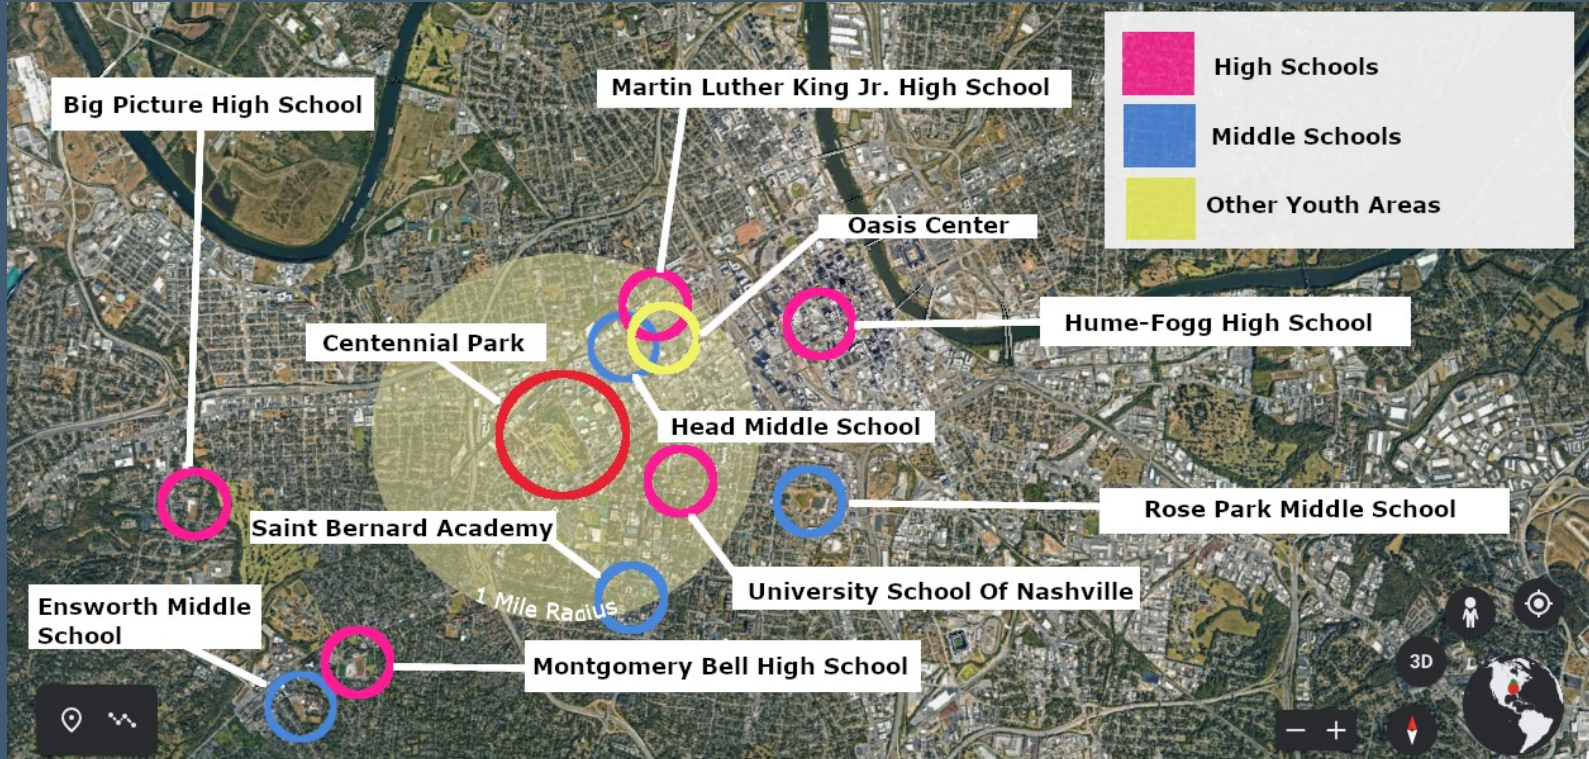 High Schools
Middle Schools
Other Youth Areas
Martin Luther King Jr. High School
Big Picture High School
Oasis Center
Hume-Fogg High School
Centennial Park
Head Middle School
Rose Park Middle School
Saint Bernard Academy
University School Of Nashville
1 Mile Radius
Ensworth Middle
School
Montgomery Bell High School
3D